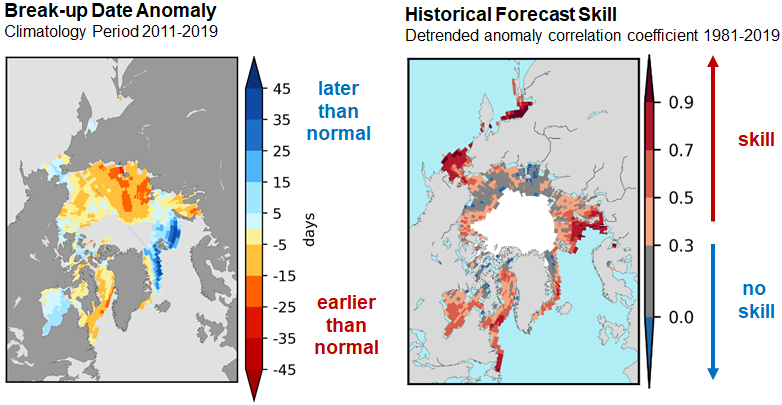 Break-up Date Anomaly
Climatology Period 2011-2019
45
35
25
15
5
-5
-15
-25
-35
-45
days
later
than
normal
earlier
than
normal
Historical Forecast Skill
Detrended anomaly correlation coefficient 1981-2019
0.9
0.7
0.5
0.3
0.0
skill
no
skill